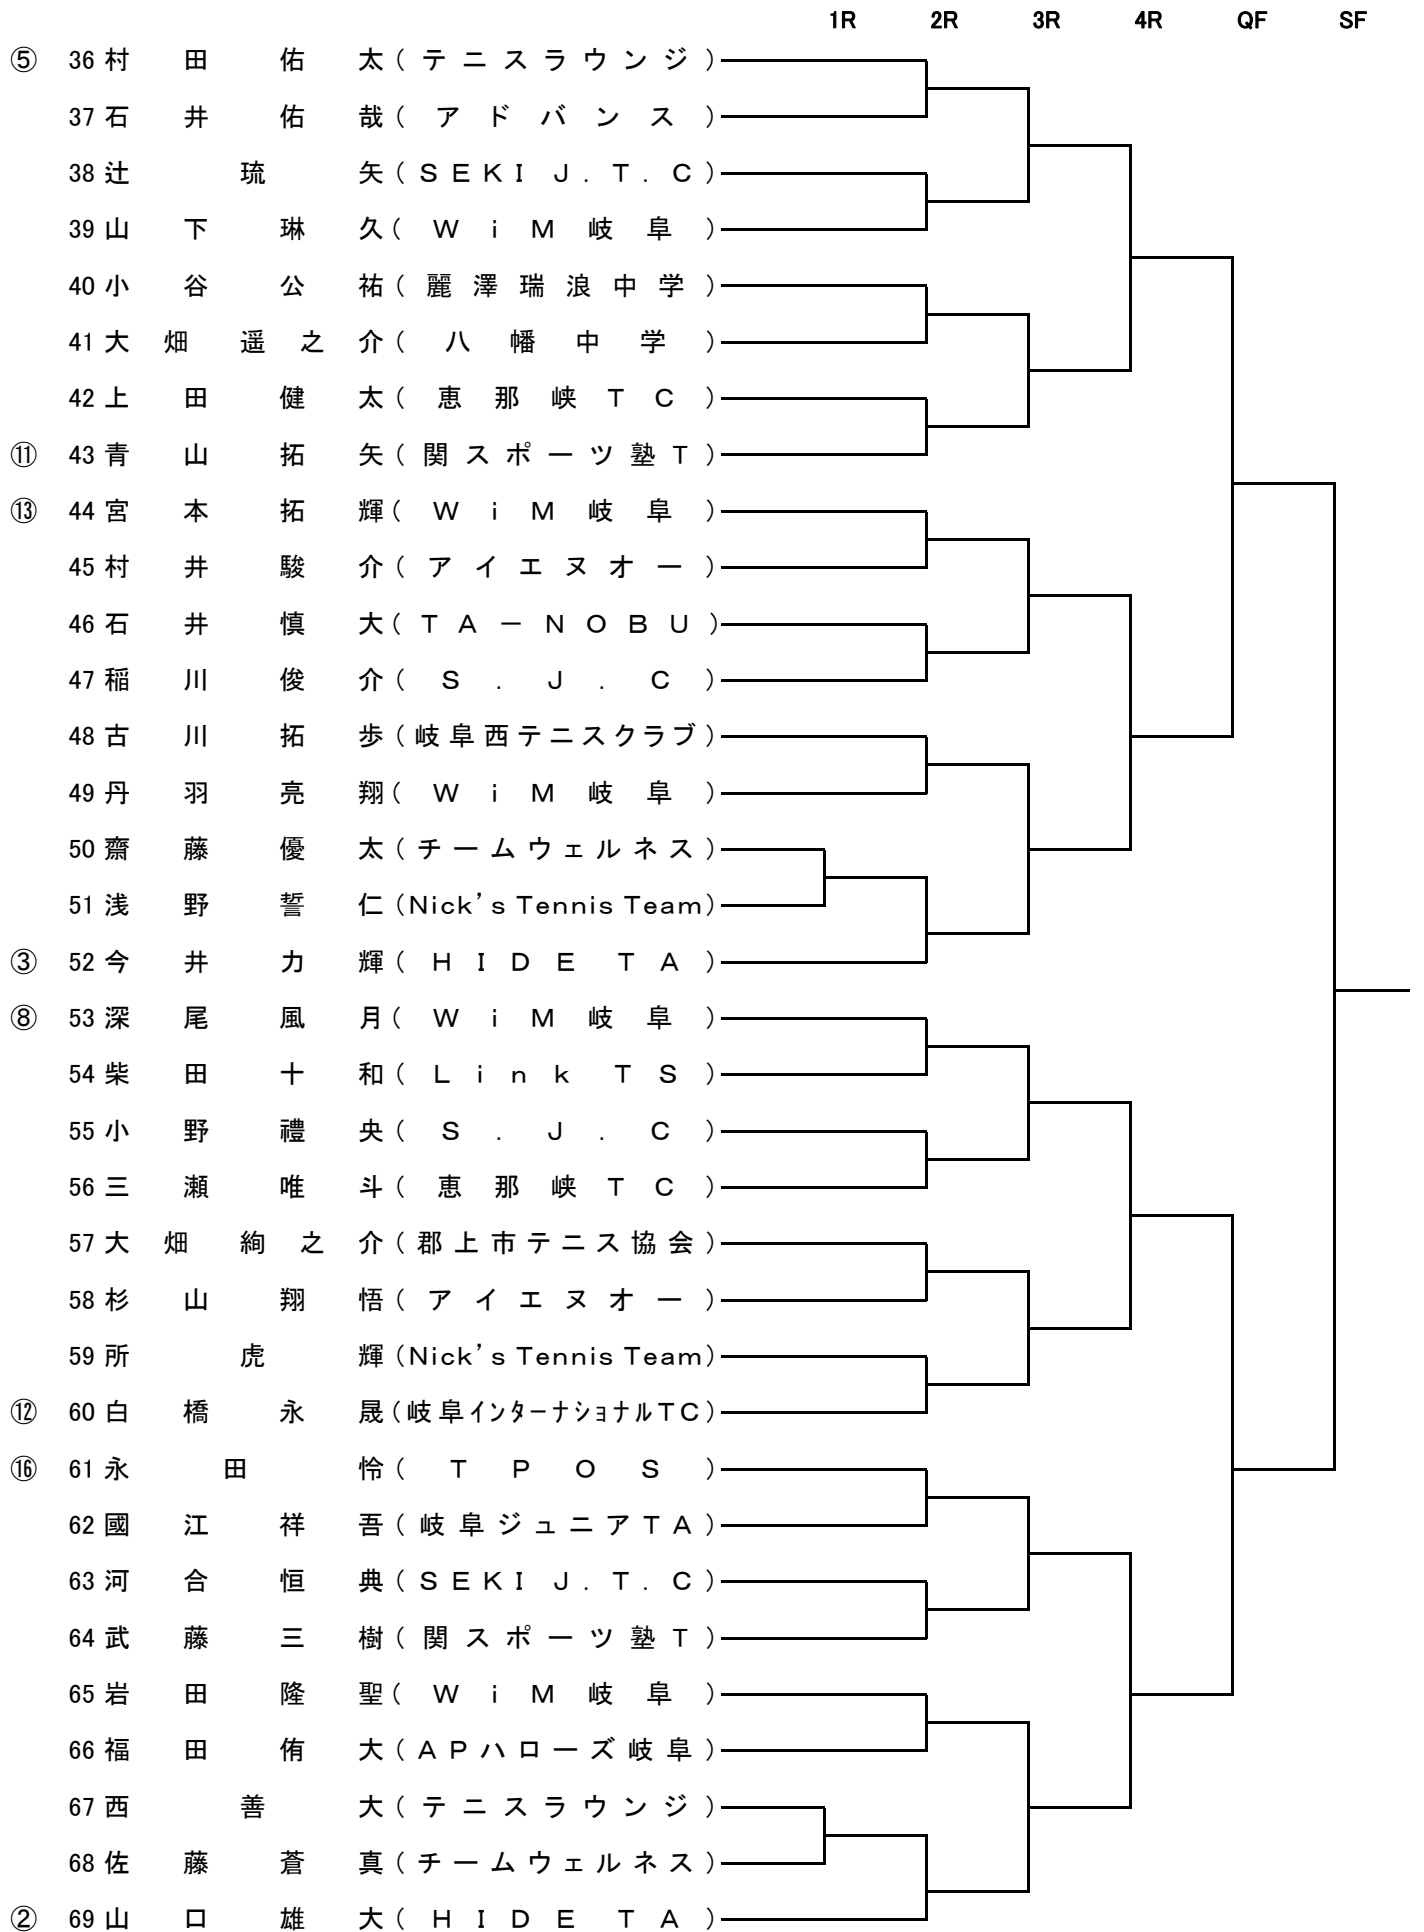 1R 2R 3R 4R QF SF
⑤ 36 村田佑太(テニスラウンジ)
37 石井佑哉(アドバンス)
38 辻琉矢(SEKI J.T.C)
39 山下琳久(WiM岐阜)
40 小谷公祐(麗澤瑞浪中学)
41 大畑遥之介(八幡中学)
42 上田健太(恵那峡TC)
⑪ 43 青山拓矢(関スポーツ塾T)
⑬ 44 宮本拓輝(WiM岐阜)
45 村井駿介(アイエヌオー)
46 石井慎大(TA-NOBU)
47 稲川俊介(S.J.C)
48 古川拓歩(岐阜西テニスクラブ)
49 丹羽亮翔(WiM岐阜)
50 齋藤優太(チームウェルネス)
51 浅野誓仁(Nick's Tennis Team)
③ 52 今井力輝(HIDE TA)
⑧ 53 深尾風月(WiM岐阜)
54 柴田十和(Link TS)
55 小野禮央(S.J.C)
56 三瀬唯斗(恵那峡TC)
57 大畑絢之介(郡上市テニス協会)
58 杉山翔悟(アイエヌオー)
59 所虎輝(Nick's Tennis Team)
⑫ 60 白橋永晟(岐阜インターナショナルTC)
⑯ 61 永田怜(TPOS)
62 國江祥吾(岐阜ジュニアTA)
63 河合恒典(SEKI J.T.C)
64 武藤三樹(関スポーツ塾T)
65 岩田隆聖(WiM岐阜)
66 福田侑大(APハローズ岐阜)
67 西善大(テニスラウンジ)
68 佐藤蒼真(チームウェルネス)
② 69 山口雄大(HIDE TA)